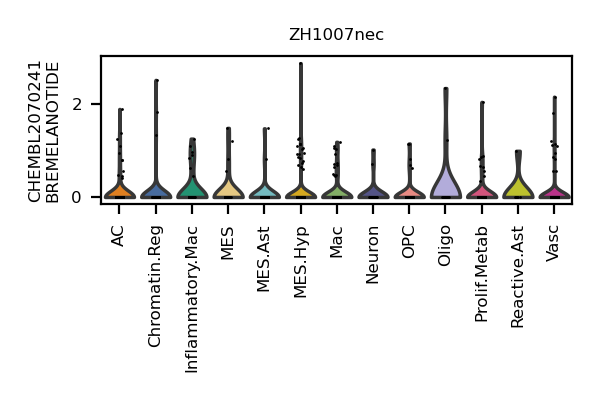 ZH1007nec
CHEMBL2070241
BREMELANOTIDE
2
0
AC
Chromatin.Reg
Inflammatory.Mac
MES
MES.Ast
MES.Hyp
Mac
Neuron
OPC
Oligo
Prolif.Metab
Reactive.Ast
Vasc